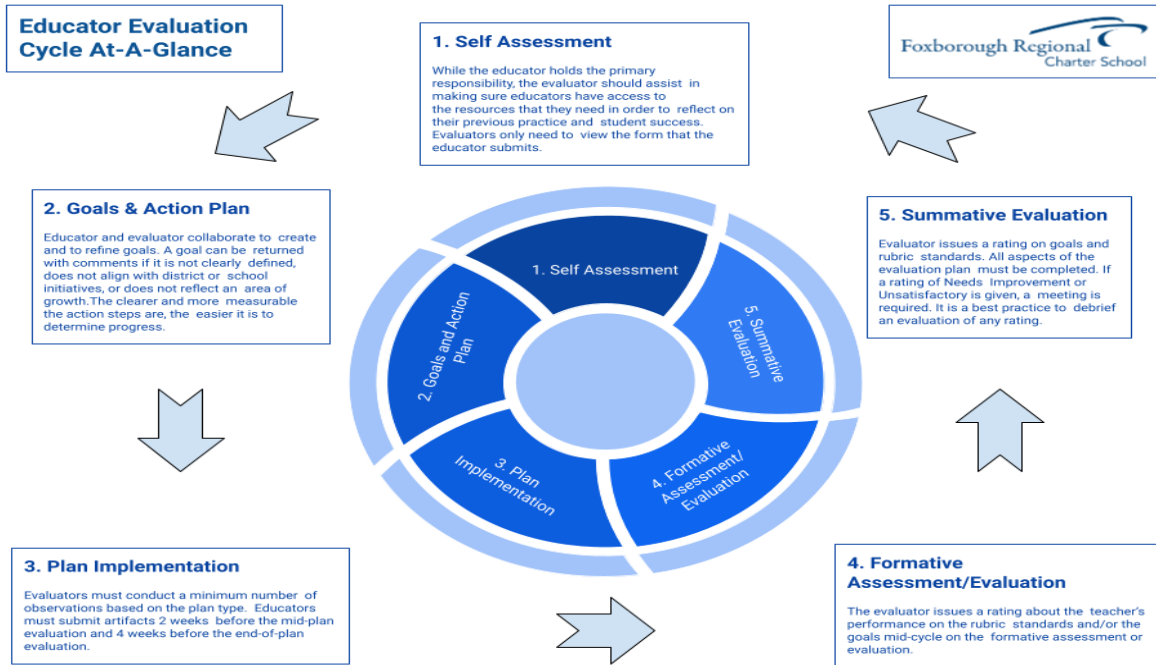 Educator Evaluation
Cycle At-A-Glance
Foxborough Regional
Charter School
1. Self Assessment
While the educator holds the primary
responsibility, the evaluator should assist in
making sure educators have access to
the resources that they need in order to reflect on
their previous practice and student success.
Evaluators only need to view the form that the
educator submits.
2. Goals & Action Plan
Educator and evaluator collaborate to create
and to refine goals. A goal can be returned
with comments if it is not clearly defined,
does not align with district or school
initiatives, or does not reflect an area of
growth.The clearer and more measurable
the action steps are, the easier it is to
determine progress.
5. Summative Evaluation
Evaluator issues a rating on goals and
rubric standards. All aspects of the
evaluation plan must be completed. If
a rating of Needs Improvement or
Unsatisfactory is given, a meeting is
required. It is a best practice to debrief
an evaluation of any rating.
1. Self Assessment
2. Goals and Action
Plan
3. Plan
Implementation
4. Formative
Assessment/
Evaluation
5. Summative
Evaluation
3. Plan Implementation
Evaluators must conduct a minimum number of
observations based on the plan type. Educators
must submit artifacts 2 weeks before the mid-plan
evaluation and 4 weeks before the end-of-plan
evaluation.
4. Formative
Assessment/Evaluation
The evaluator issues a rating about the teacher's
performance on the rubric standards and/or the
goals mid-cycle on the formative assessment or
evaluation.